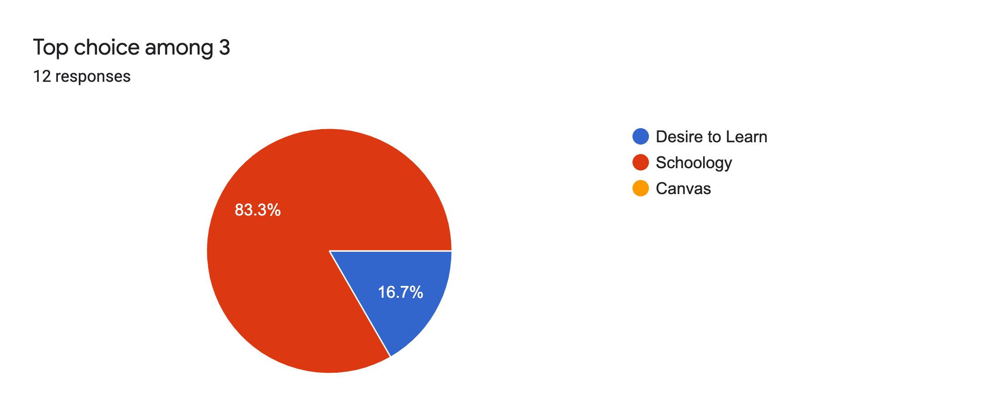 Top choice among 3
12 responses
83.3%
16.7%
Desire to Learn
Schoology
Canvas